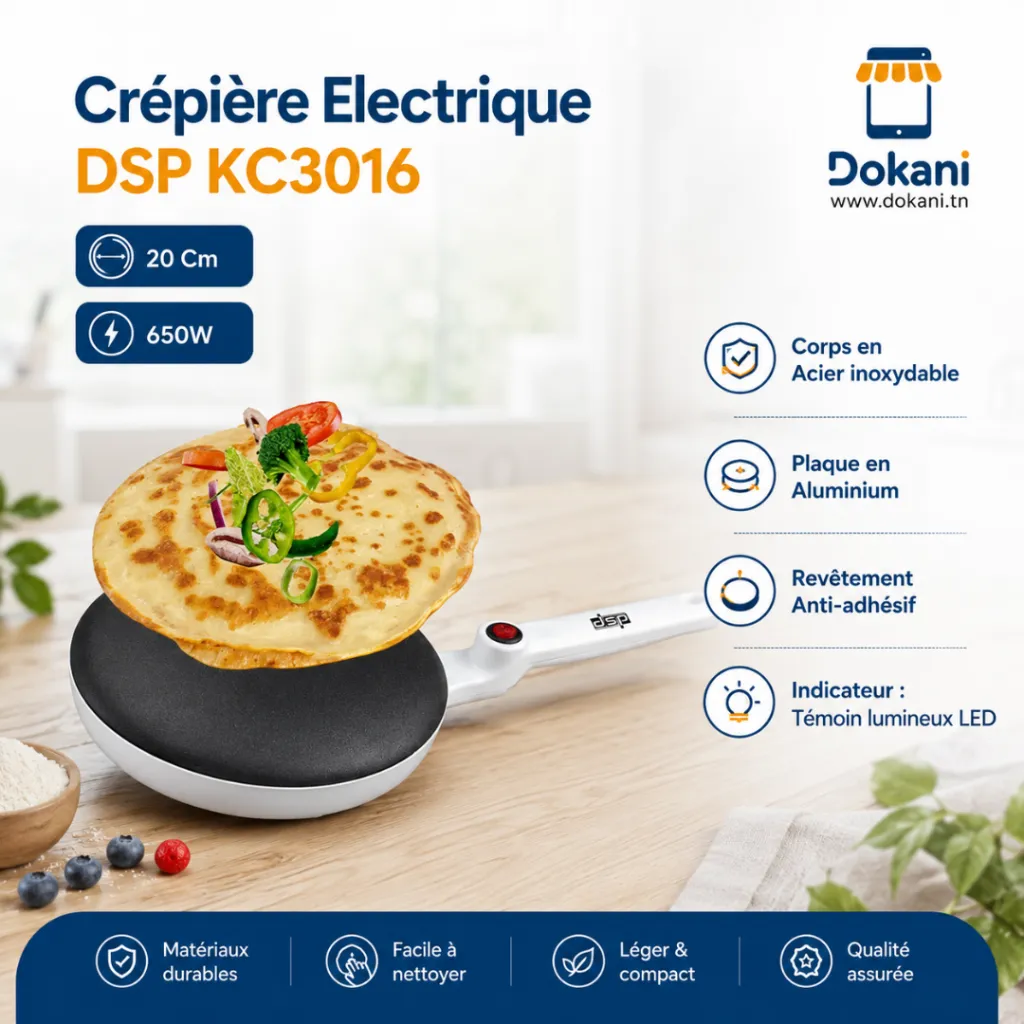 Crépière Electrique
DSP KC3016
Dokani
www.dokani.tn
20 Cm
650W
Corps en
Acier inoxydable
Plaque en
Aluminium
Revêtement
Anti-adhésif
Indicateur :
Témoin lumineux LED
dsp
Matériaux
durables
Facile à
nettoyer
Léger &
compact
Qualité
assurée